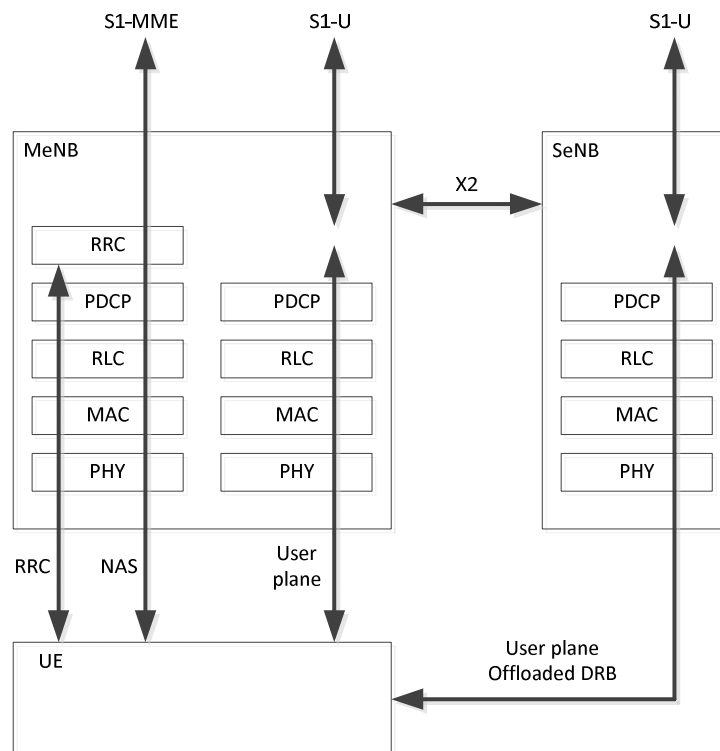 S1-MME
S1-U
S1-U
MeNB
SeNB
X2
RRC
PDCP
PDCP
PDCP
RLC
RLC
RLC
MAC
MAC
MAC
PHY
PHY
PHY
RRC
NAS
User
plane
UE
User plane
Offloaded DRB